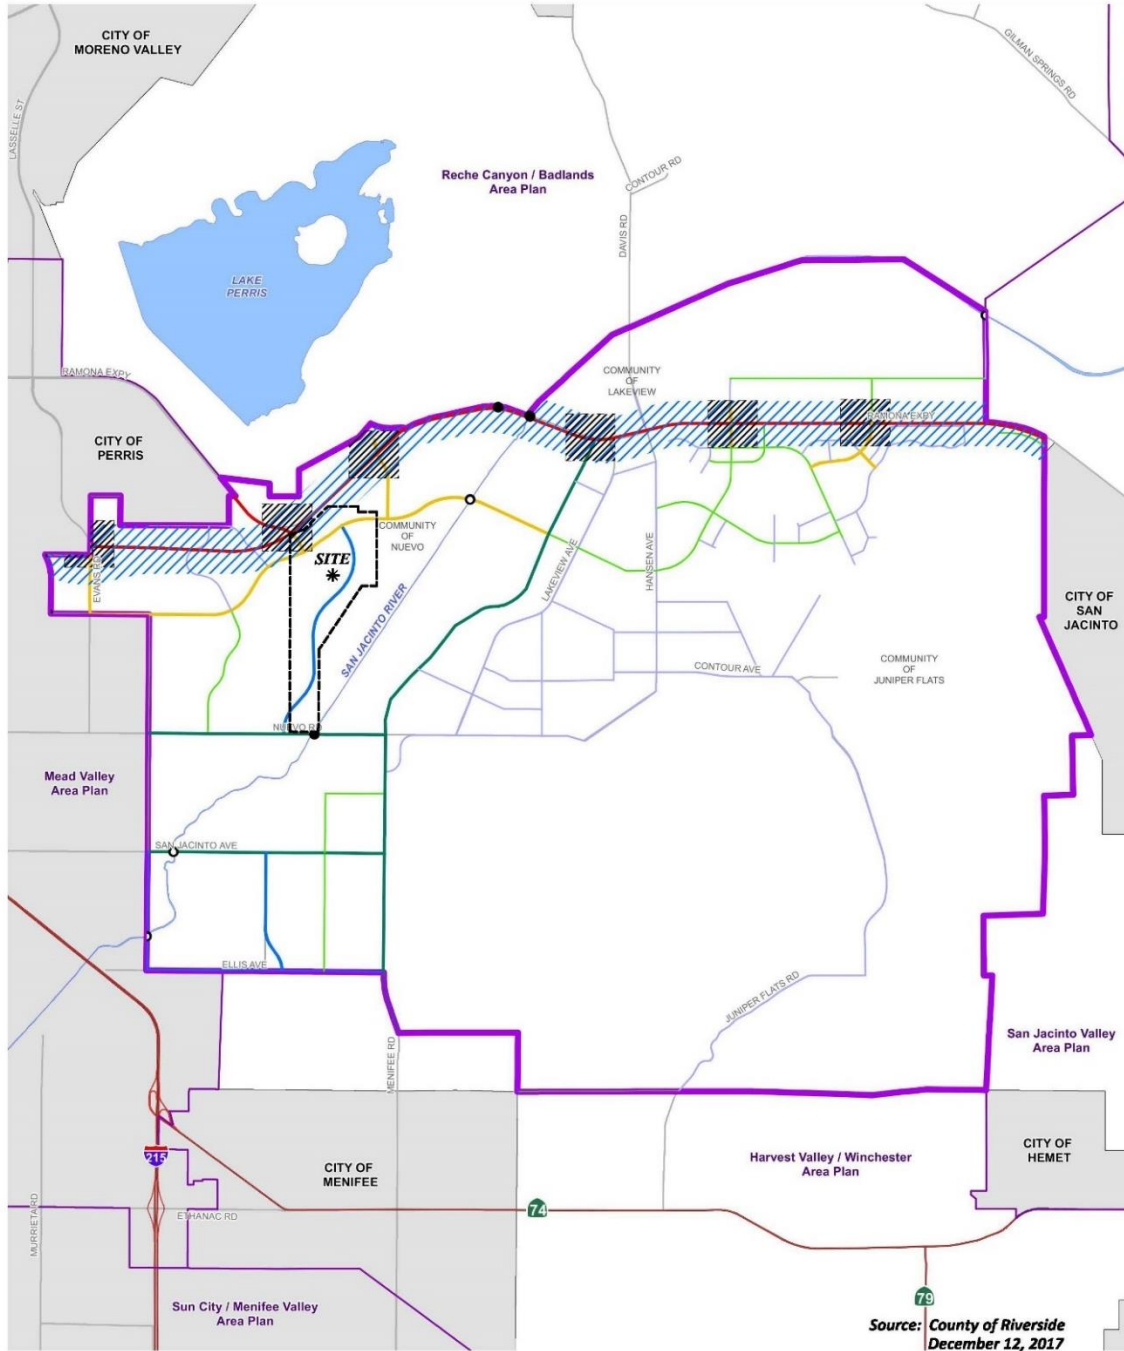 CITY OF
MORENO VALLEY
GILMAN SPRINGS RD
LASSELLE ST
Reche Canyon / Badlands
Area Plan
CONTOUR RD
DAVIS RD
LAKE
PERRIS
RAMONA EXPY
COMMUNITY
OF
LAKEVIEW
RAMONA EXPY
CITY OF
PERRIS
COMMUNITY
OF
NUEVO
SITE
EVANS RD
LAKEVIEW AVE
HANSEN AVE
CITY OF
SAN
JACINTO
SAN JACINTO RIVER
CONTOUR AVE
COMMUNITY
OF
JUNIPER FLATS
NUEVO RD
Mead Valley
Area Plan
SAN JACINTO AVE
ELLIS AVE
JUNIPER FLATS RD
San Jacinto Valley
Area Plan
MENIFEE RD
215
CITY OF
MENIFEE
Harvest Valley / Winchester
Area Plan
CITY OF
HEMET
MURRIETA RD
ETHANAC RD
74
79
Sun City / Menifee Valley
Area Plan
Source: County of Riverside
December 12, 2017